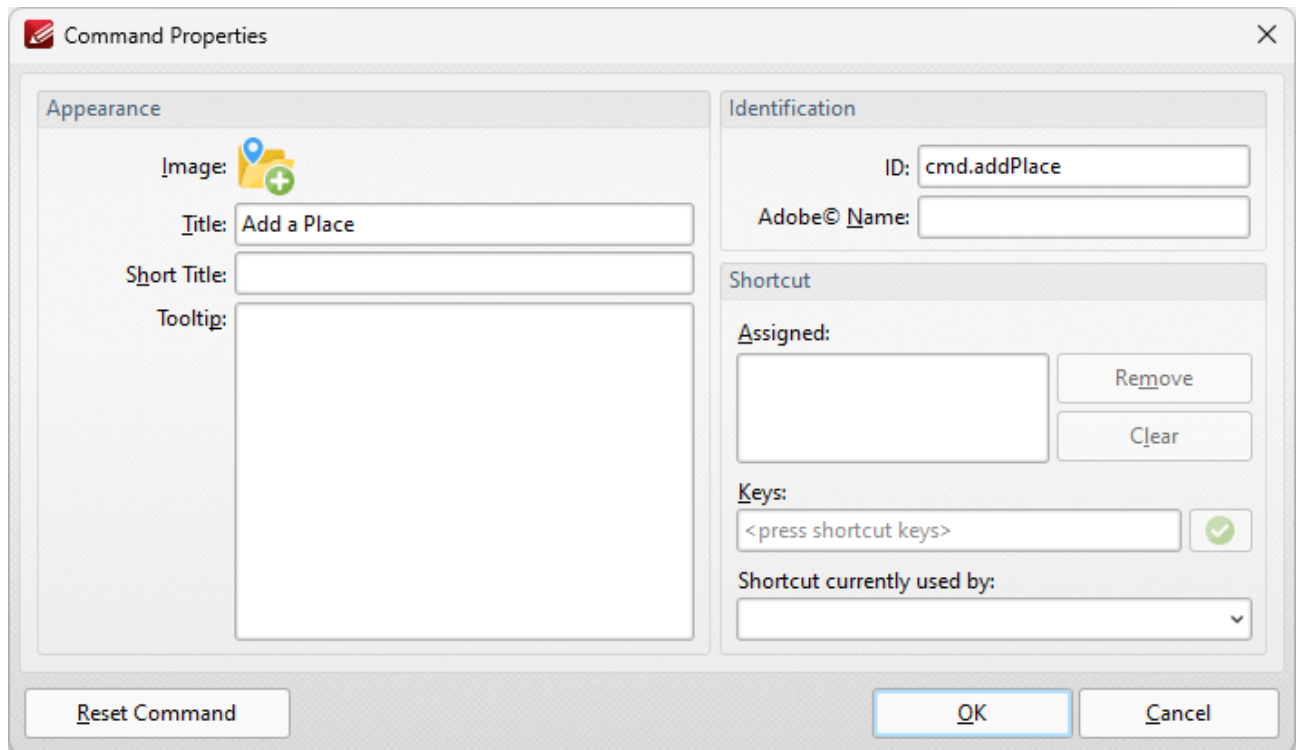 Command Properties
Appearance
Image:
Title: Add a Place
Short Title:
Tooltip:
Identification
ID: cmd.addPlace
Adobe© Name:
Shortcut
Assigned:
Remove
Clear
Keys:
<press shortcut keys>
Shortcut currently used by:
Reset Command
OK
Cancel